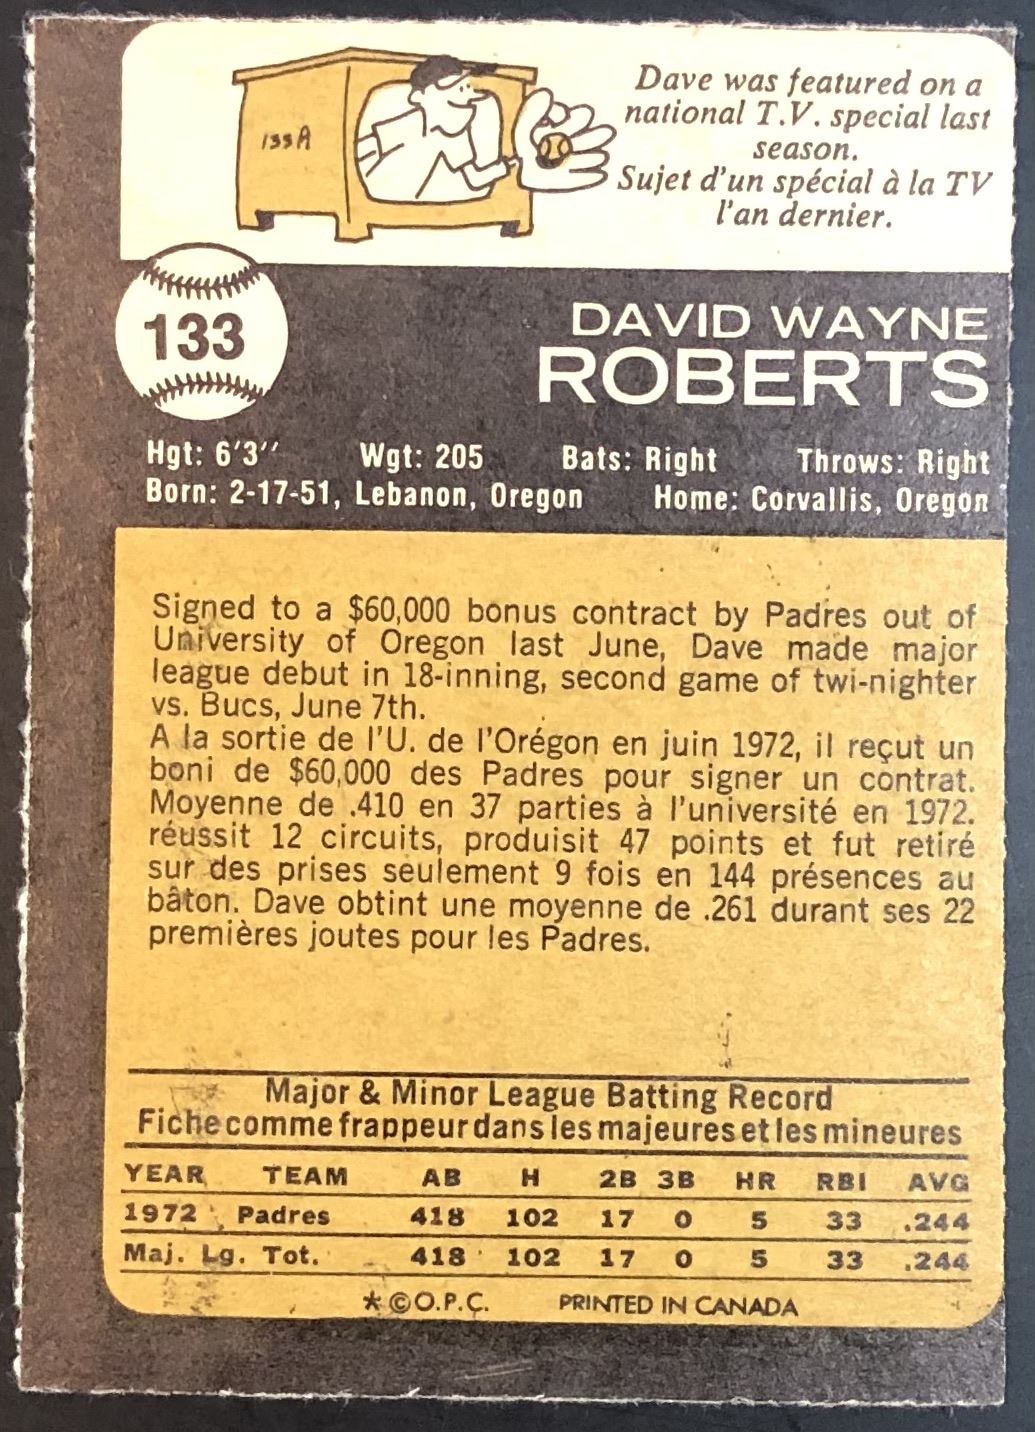 Dave was featured on a
national T.V. special last
season.
Sujet d'un spécial à la TV
l'an dernier.
133
DAVID WAYNE
ROBERTS
Hgt: 6'3'' Wgt: 205 Bats: Right Throws: Right
Born: 2-17-51, Lebanon, Oregon Home: Corvallis, Oregon
Signed to a $60,000 bonus contract by Padres out of
University of Oregon last June, Dave made major
league debut in 18-inning, second game of twi-nighter
vs. Bucs, June 7th.
A la sortie de l'U. de l'Orégon en juin 1972, il reçut un
boni de $60,000 des Padres pour signer un contrat.
Moyenne de .410 en 37 parties à l'université en 1972.
réussit 12 circuits, produisit 47 points et fut retiré
sur des prises seulement 9 fois en 144 présences au
bâton. Dave obtint une moyenne de .261 durant ses 22
premières joutes pour les Padres.
Major & Minor League Batting Record
Fiche comme frappeur dans les majeures et les mineures
YEAR TEAM AB H 2B 3B HR RBI AVG
1972 Padres 418 102 17 0 5 33 .244
Maj. Lg. Tot. 418 102 17 0 5 33 .244
*©O.P.C. PRINTED IN CANADA